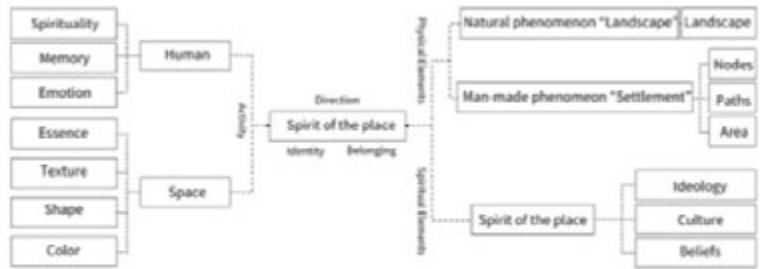 Spirituality
Memory
Emotion
Human
Essence
Texture
Shape
Color
Space
Activity
Direction
Spirit of the place
Identity Belonging
Physical Elements
Spiritual Elements
Natural phenomenon "Landscape" Landscape
Man-made phenomeon "Settlement"
Nodes
Paths
Area
Spirit of the place
Ideology
Culture
Beliefs